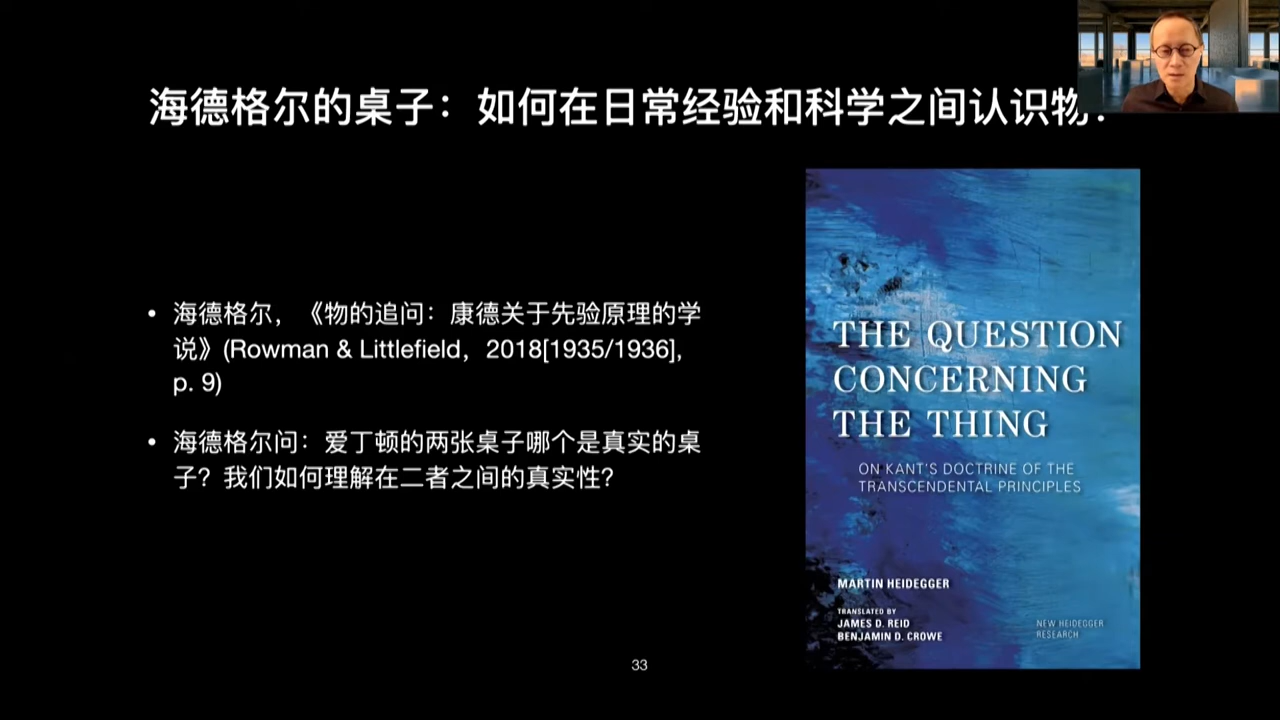 海德格尔的桌子：如何在日常经验和科学之间认识物
• 海德格尔，《物的追问：康德关于先验原理的学
说》(Rowman & Littlefield，2018[1935/1936],
p. 9)
• 海德格尔问：爱丁顿的两张桌子哪个是真实的桌
子？我们如何理解在二者之间的真实性？
THE QUESTION
CONCERNING
THE THING
ON KANT'S DOCTRINE OF THE
TRANSCENDENTAL PRINCIPLES
MARTIN HEIDEGGER
TRANSLATED BY
JAMES D. REID
BENJAMIN D. CROWE
NEW HEIDEGGER
RESEARCH
33